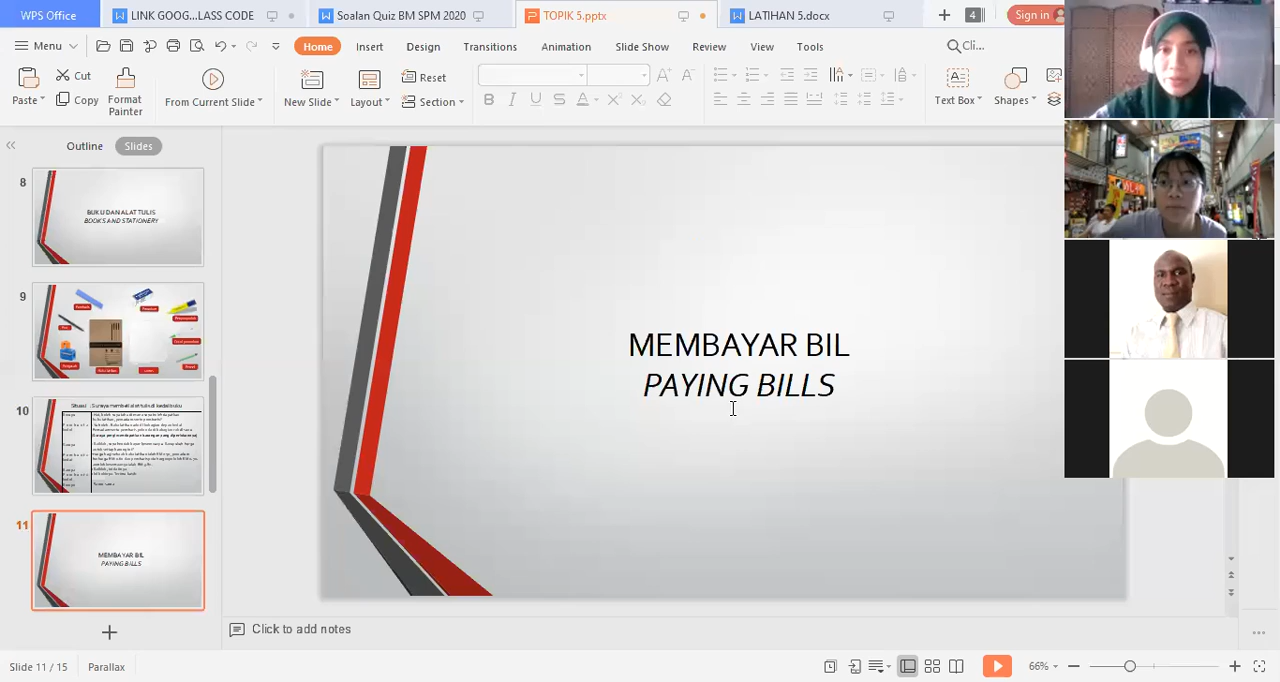 WPS Office
LINK GOOG...LASS CODE
Soalan Quiz BM SPM 2020
TOPIK 5.pptx
LATIHAN 5.docx
4
Sign in
Menu
Home
Insert
Design
Transitions
Animation
Slide Show
Review
View
Tools
Cli...
Paste
Cut
Copy
Format
Painter
From Current Slide
New Slide
Layout
Reset
Section
B I U S A X² X₂
Text Box
Shapes
Outline
Slides
8
BUKU DAN ALAT TULIS
BOOKS AND STATIONERY
9
10
11
MEMBAYAR BIL
PAYING BILLS
MEMBAYAR BIL
PAYING BILLS
Click to add notes
Slide 11 / 15
Parallax
66%